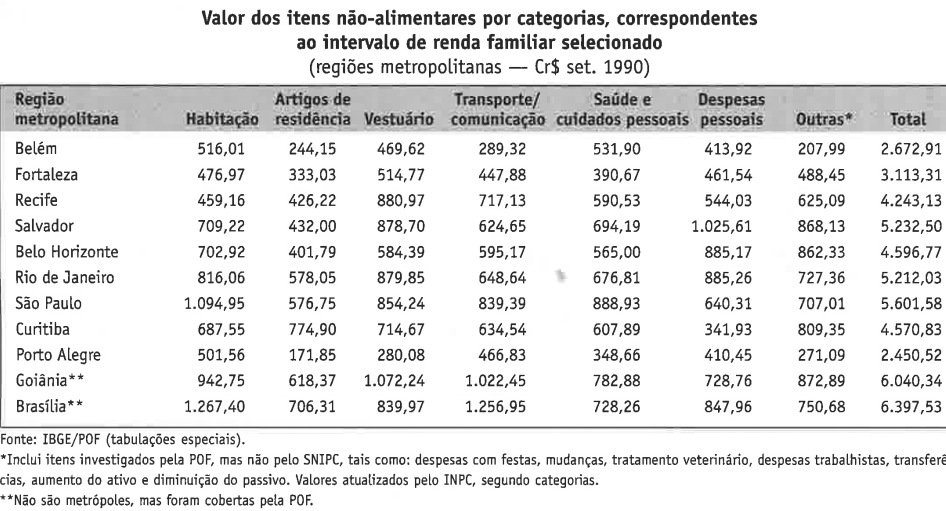 Valor dos itens não-alimentares por categorias, correspondentes
ao intervalo de renda familiar selecionado
(regiões metropolitanas — Cr$ set. 1990)
Região metropolitana Habitação Artigos de residência Vestuário Transporte/comunicação Saúde e cuidados pessoais Despesas pessoais Outras* Total
Belém 516,01 244,15 469,62 289,32 531,90 413,92 207,99 2.672,91
Fortaleza 476,97 333,03 514,77 447,88 390,67 461,54 488,45 3.113,31
Recife 459,16 426,22 880,97 717,13 590,53 544,03 625,09 4.243,13
Salvador 709,22 432,00 878,70 624,65 694,19 1.025,61 868,13 5.232,50
Belo Horizonte 702,92 401,79 584,39 595,17 565,00 885,17 862,33 4.596,77
Rio de Janeiro 816,06 578,05 879,85 648,64 676,81 885,26 727,36 5.212,03
São Paulo 1.094,95 576,75 854,24 839,39 888,93 640,31 707,01 5.601,58
Curitiba 687,55 774,90 714,67 634,54 607,89 341,93 809,35 4.570,83
Porto Alegre 501,56 171,85 280,08 466,83 348,66 410,45 271,09 2.450,52
Goiânia** 942,75 618,37 1.072,24 1.022,45 782,88 728,76 872,89 6.040,34
Brasília** 1.267,40 706,31 839,97 1.256,95 728,26 847,96 750,68 6.397,53
Fonte: IBGE/POF (tabulações especiais).
*Inclui itens investigados pela POF, mas não pelo SNIPC, tais como: despesas com festas, mudanças, tratamento veterinário, despesas trabalhistas, transferê
cias, aumento do ativo e diminuição do passivo. Valores atualizados pelo INPC, segundo categorias.
**Não são metrópoles, mas foram cobertas pela POF.